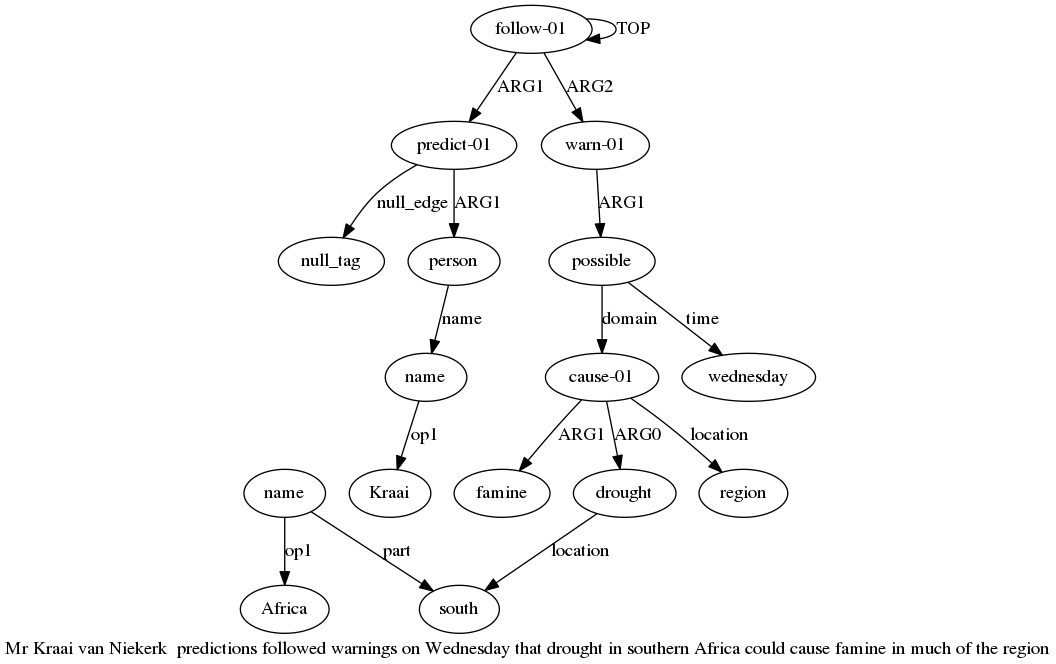 follow-01
TOP
ARG1 ARG2
predict-01 warn-01
null_edge ARG1 ARG1
null_tag person possible
name domain time
name cause-01 wednesday
op1 ARG1 ARG0 location
name Kraai famine drought region
op1 part location
Africa south
Mr Kraai van Niekerk  predictions followed warnings on Wednesday that drought in southern Africa could cause famine in much of the region